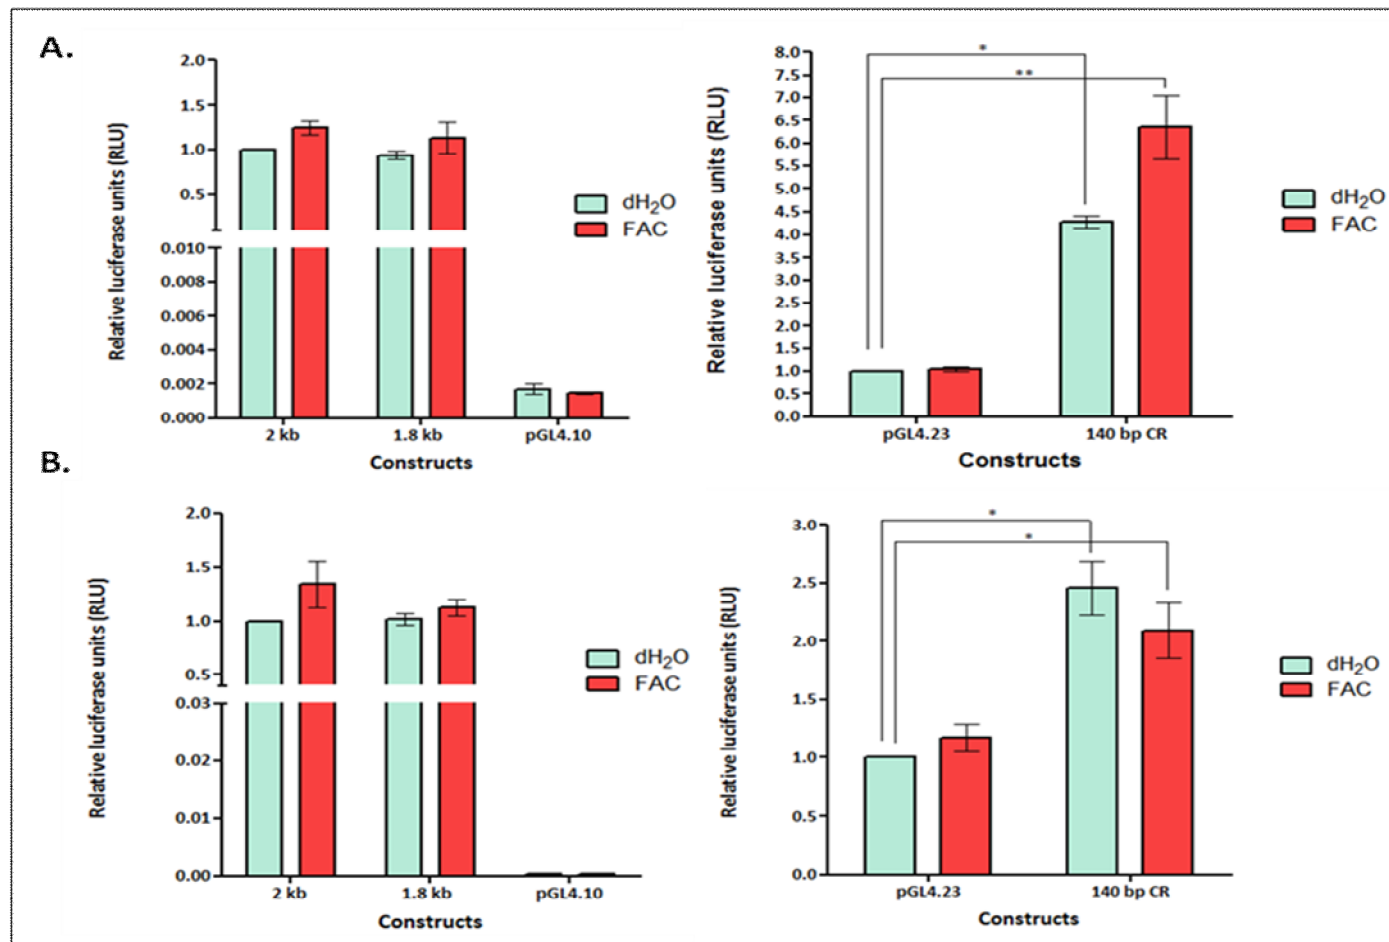 A.
Relative luciferase units (RLU)
2.0
1.5
1.0
0.5
0.010
0.008
0.006
0.004
0.002
0.000
2 kb
1.8 kb
pGL4.10
Constructs
dH₂O
FAC
Relative luciferase units (RLU)
8.0
7.5
7.0
6.5
6.0
5.5
5.0
4.5
4.0
3.5
3.0
2.5
2.0
1.5
1.0
0.5
0.0
*
**
pGL4.23
140 bp CR
Constructs
dH₂O
FAC
B.
Relative luciferase units (RLU)
2.0
1.5
1.0
0.5
0.03
0.02
0.01
0.00
2 kb
1.8 kb
pGL4.10
Constructs
dH₂O
FAC
Relative luciferase units (RLU)
3.0
2.5
2.0
1.5
1.0
0.5
0.0
*
*
pGL4.23
140 bp CR
Constructs
dH₂O
FAC